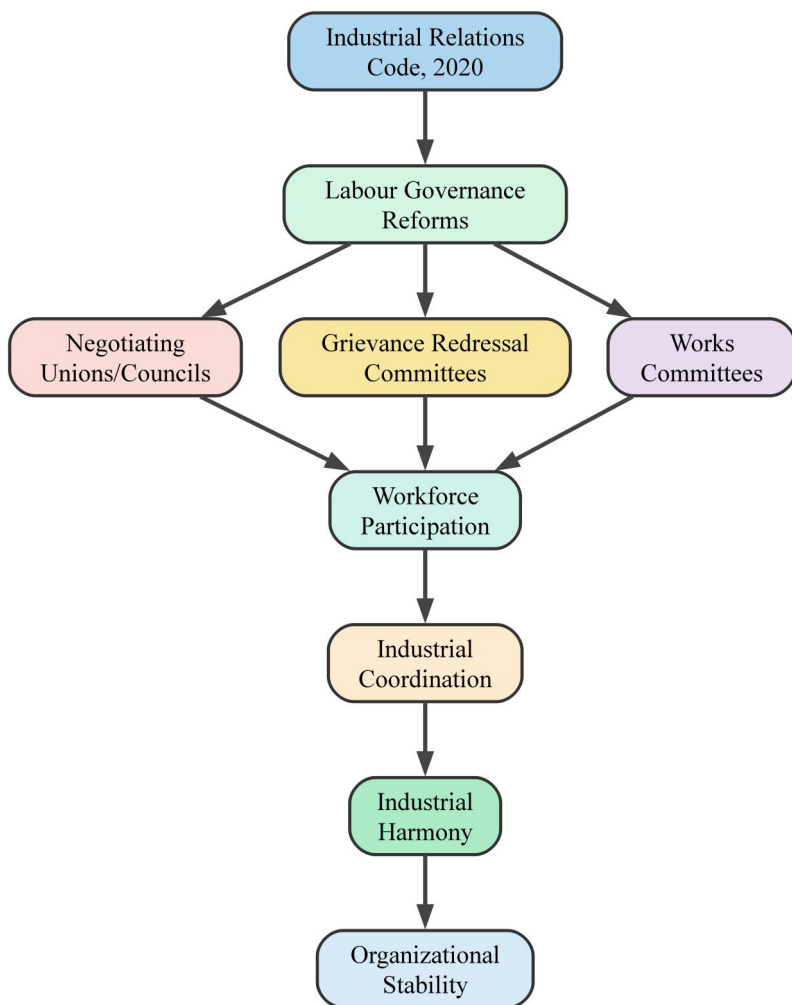 Industrial Relations
Code, 2020
Labour Governance
Reforms
Negotiating
Unions/Councils
Grievance Redressal
Committees
Works
Committees
Workforce
Participation
Industrial
Coordination
Industrial
Harmony
Organizational
Stability